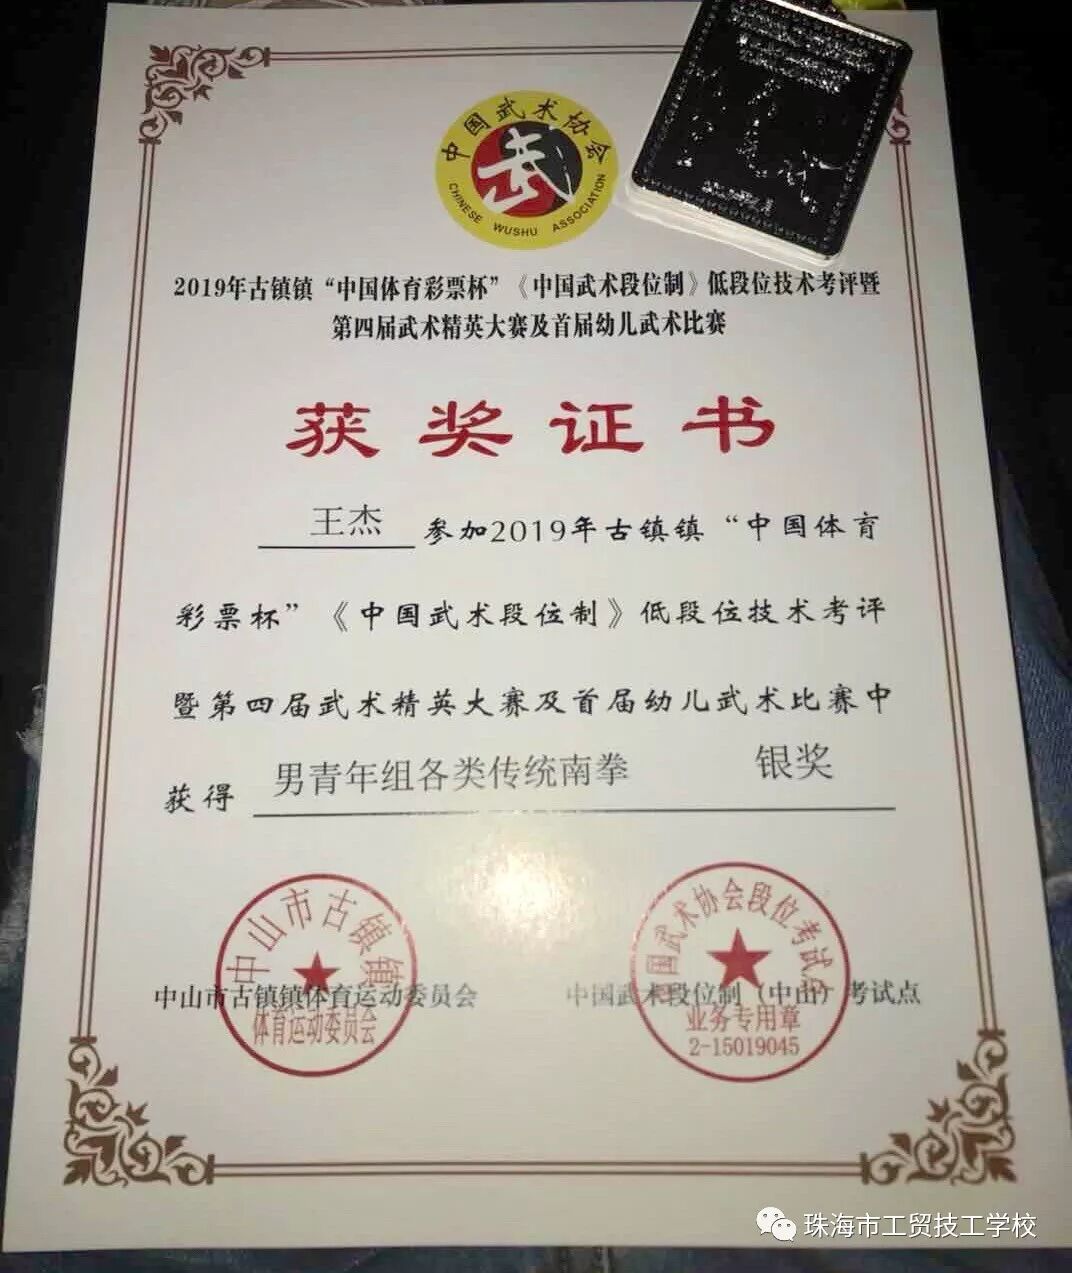 中国武术协会
武
CHINESE WUSHU ASSOCIATION
2019年古镇镇“中国体育彩票杯”《中国武术段位制》低段位技术考评暨
第四届武术精英大赛及首届幼儿武术比赛
获奖证书
王杰 参加2019年古镇镇“中国体育
彩票杯”《中国武术段位制》低段位技术考评
暨第四届武术精英大赛及首届幼儿武术比赛中
获得 男青年组各类传统南拳 银奖
中山市古镇镇
体育运动委员会
中山市古镇镇体育运动委员会
国武术协会段位考试点
中国武术段位制（中山）考试点
业务专用章
2-15019045
珠海市工贸技工学校